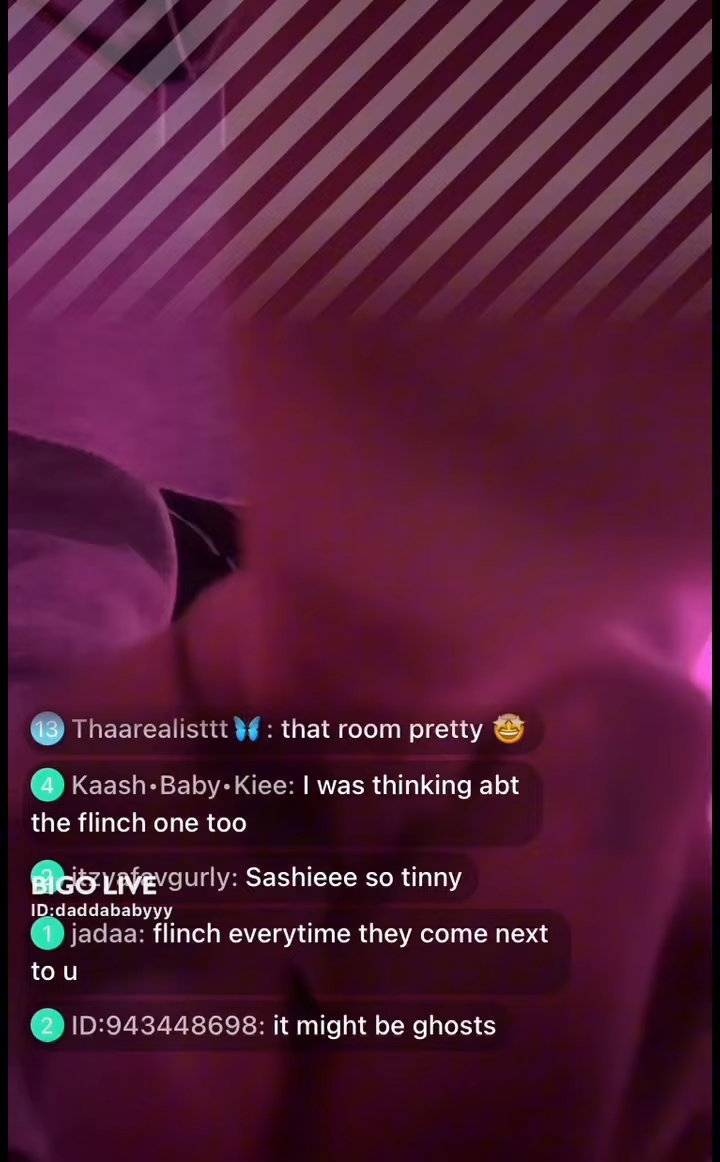 13 Thaarealisttt🦋 : that room pretty 🤩
4 Kaash•Baby•Kiee: I was thinking abt
the flinch one too
vgurly: Sashieee so tinny
BIGO LIVE
ID:daddababyyy
1 jadaa: flinch everytime they come next
to u
2 ID:943448698: it might be ghosts